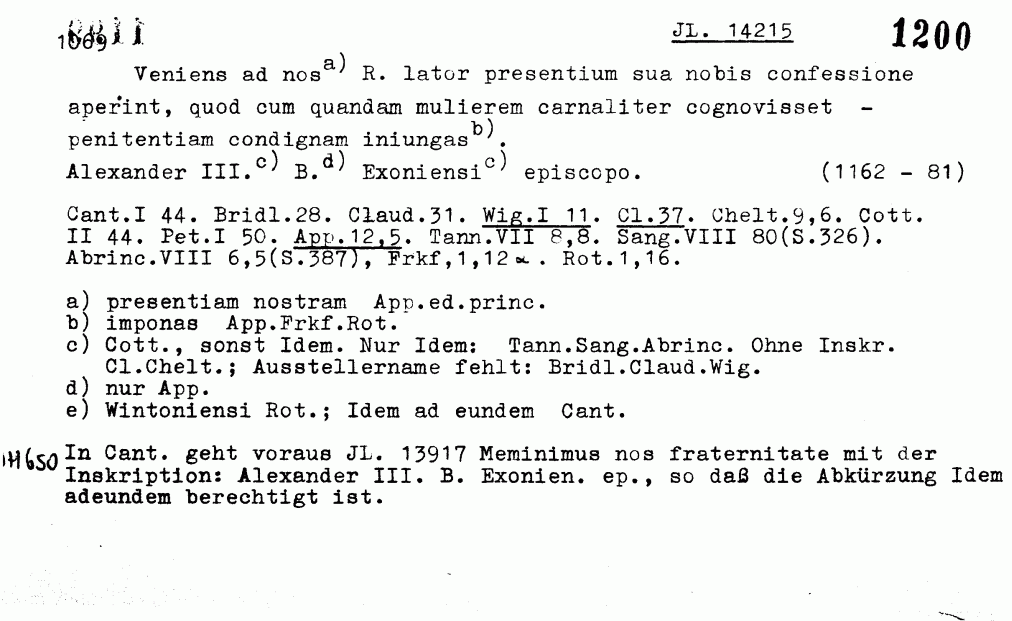 1069 JL. 14215 1200
Veniens ad nos a) R. lator presentium sua nobis confessione
aperint, quod cum quandam mulierem carnaliter cognovisset –
penitentiam condignam iniungas b).
Alexander III. c) B. d) Exoniensi c) episcopo. (1162 – 81)
Cant.I 44. Bridl.28. Claud.31. Wig.I 11. Cl.37. Chelt.9,6. Cott.
II 44. Pet.I 50. App.12,5. Tann.VII 8,8. Sang.VIII 80(S.326).
Abrinc.VIII 6,5(S.387), Frkf,1,12 α. Rot.1,16.
a) presentiam nostram App.ed.princ.
b) imponas App.Frkf.Rot.
c) Cott., sonst Idem. Nur Idem: Tann.Sang.Abrinc. Ohne Inskr.
Cl.Chelt.; Ausstellername fehlt: Bridl.Claud.Wig.
d) nur App.
e) Wintoniensi Rot.; Idem ad eundem Cant.
In Cant. geht voraus JL. 13917 Meminimus nos fraternitate mit der
Inskription: Alexander III. B. Exonien. ep., so daß die Abkürzung Idem
adeundem berechtigt ist.